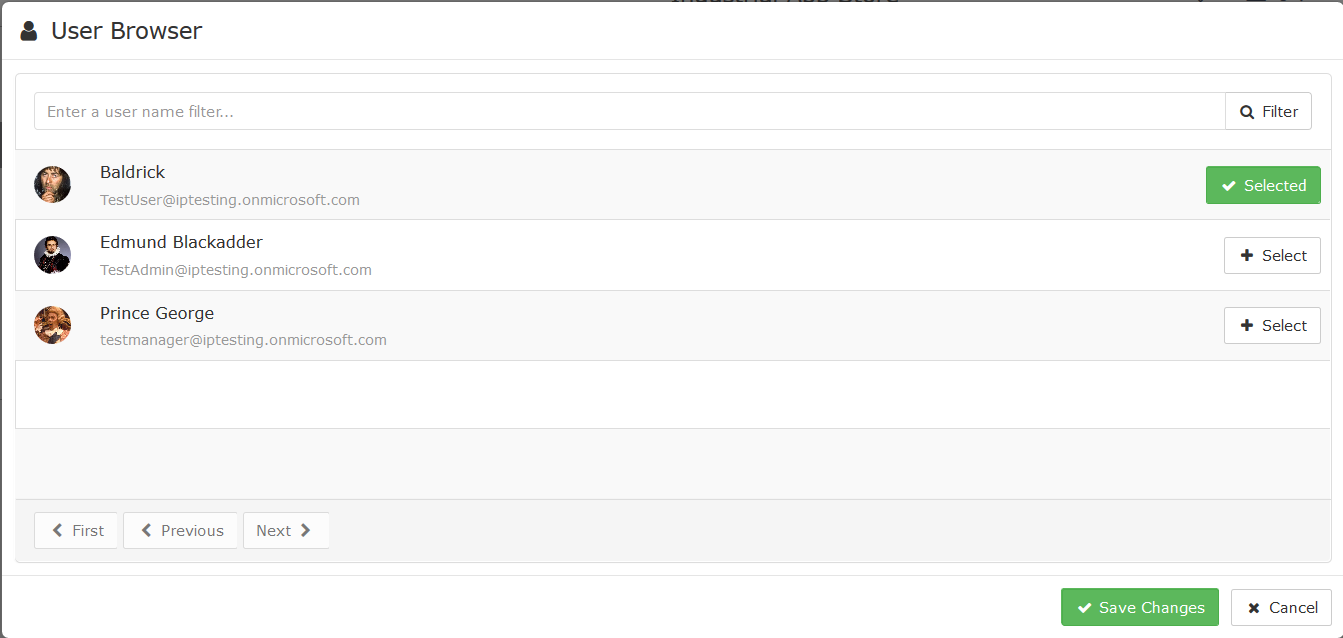 User Browser
Enter a user name filter...
Filter
Baldrick
TestUser@iptesting.onmicrosoft.com
Selected
Edmund Blackadder
TestAdmin@iptesting.onmicrosoft.com
Select
Prince George
testmanager@iptesting.onmicrosoft.com
Select
First Previous Next
Save Changes Cancel